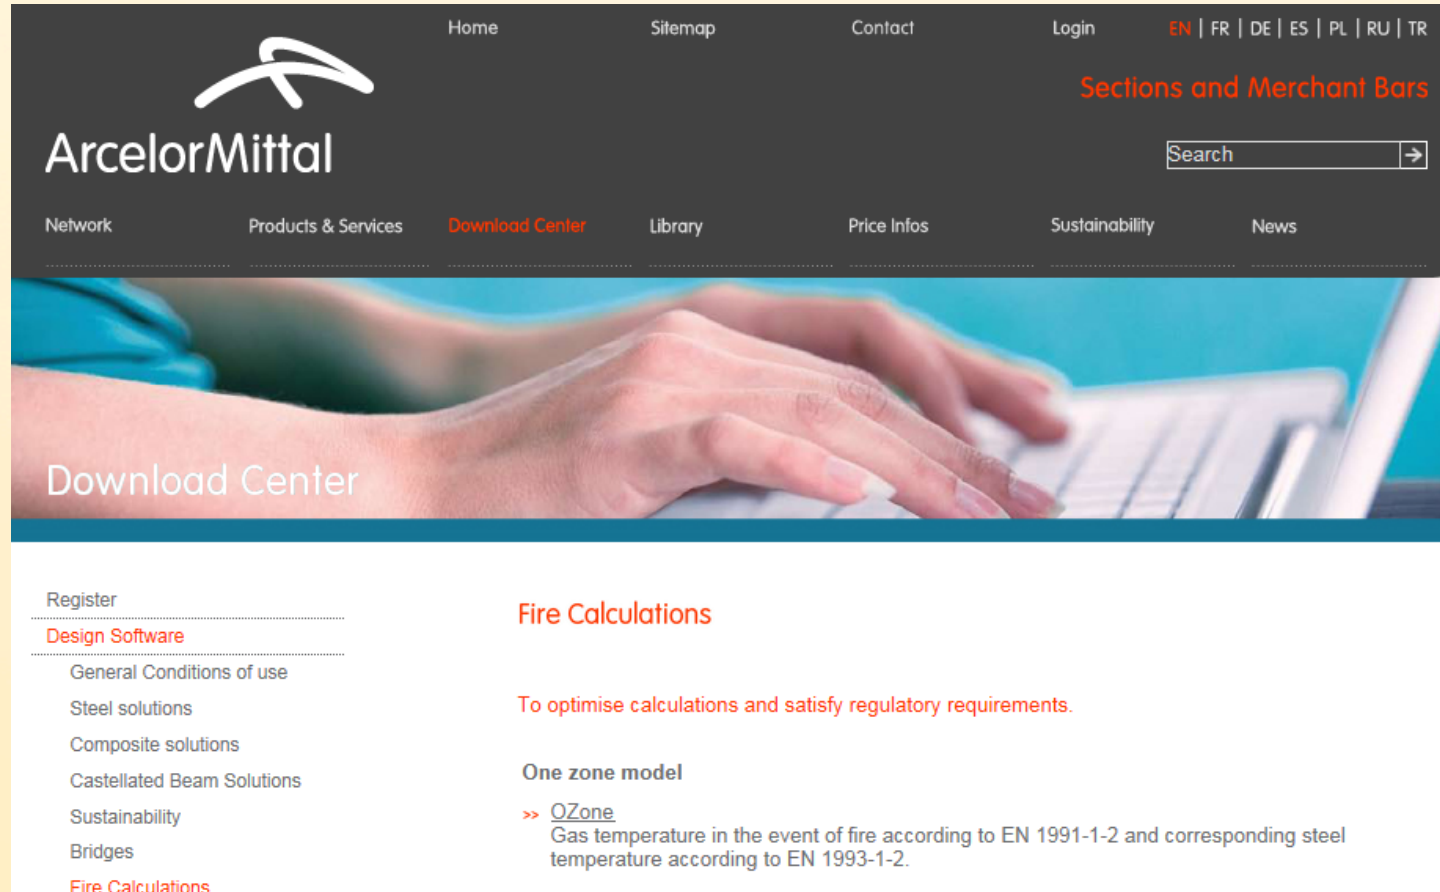 Home Sitemap Contact Login EN | FR | DE | ES | PL | RU | TR
Sections and Merchant Bars
ArcelorMittal
Search
Network Products & Services Download Center Library Price Infos Sustainability News
Download Center
Register
Design Software
General Conditions of use
Steel solutions
Composite solutions
Castellated Beam Solutions
Sustainability
Bridges
Fire Calculations
Fire Calculations
To optimise calculations and satisfy regulatory requirements.
One zone model
>> OZone
Gas temperature in the event of fire according to EN 1991-1-2 and corresponding steel
temperature according to EN 1993-1-2.